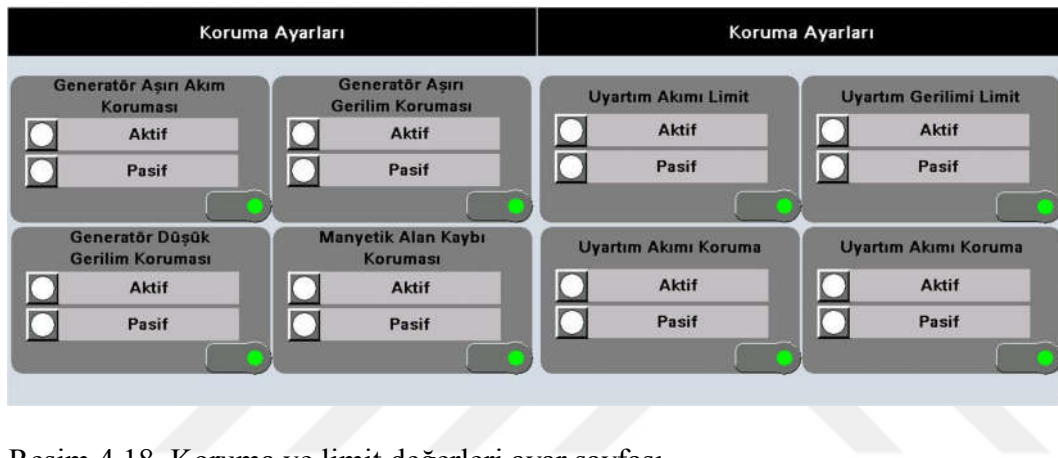 Koruma Ayarları
Generatör Aşırı Akım
Koruması
Aktif
Pasif
Generatör Aşırı
Gerilim Koruması
Aktif
Pasif
Generatör Düşük
Gerilim Koruması
Aktif
Pasif
Manyetik Alan Kaybı
Koruması
Aktif
Pasif
Koruma Ayarları
Uyartım Akımı Limit
Aktif
Pasif
Uyartım Gerilimi Limit
Aktif
Pasif
Uyartım Akımı Koruma
Aktif
Pasif
Uyartım Akımı Koruma
Aktif
Pasif
Resim 4.18. Koruma ve limit değerleri ayar sayfası